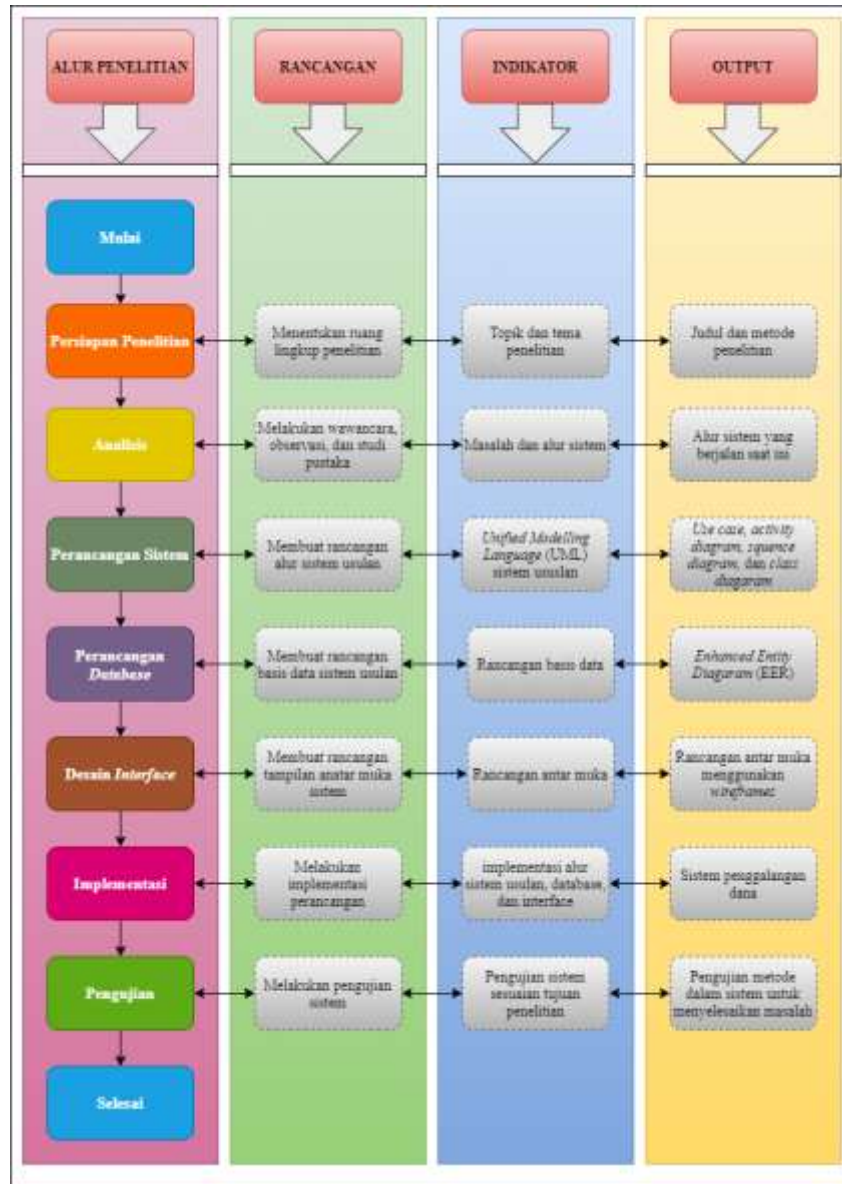 ALUR PENELITIAN
RANCANGAN
INDIKATOR
OUTPUT
Mulai
Persiapan Penelitian
Menentukan ruang
lingkup penelitian
Topik dan tema
penelitian
Judul dan metode
penelitian
Analisis
Melakukan wawancara,
observasi, dan studi
pustaka
Masalah dan alur sistem
Alur sistem yang
berjalan saat ini
Perancangan Sistem
Membuat rancangan
alur sistem usulan
Unified Modelling
Language (UML)
sistem ususlan
Use case, activity
diagram, squence
diagram, dan class
diagaram
Perancangan
Database
Membuat rancangan
basis data sistem usulan
Rancangan basis data
Enhanced Entity
Diagaram (EER)
Desain Interface
Membuat rancangan
tampilan anatar muka
sistem
Rancangan antar muka
Rancangan antar muka
menggunakan
wireframes
Implementasi
Melakukan
implementasi
perancangan
implementasi alur
sistem usulan, database,
dan interface
Sistem penggalangan
dana
Pengujian
Melakukan pengujian
sistem
Pengujian sistem
sesuaian tujuan
penelitian
Pengujian metode
dalam sistem untuk
menyelesaikan masalah
Selesai